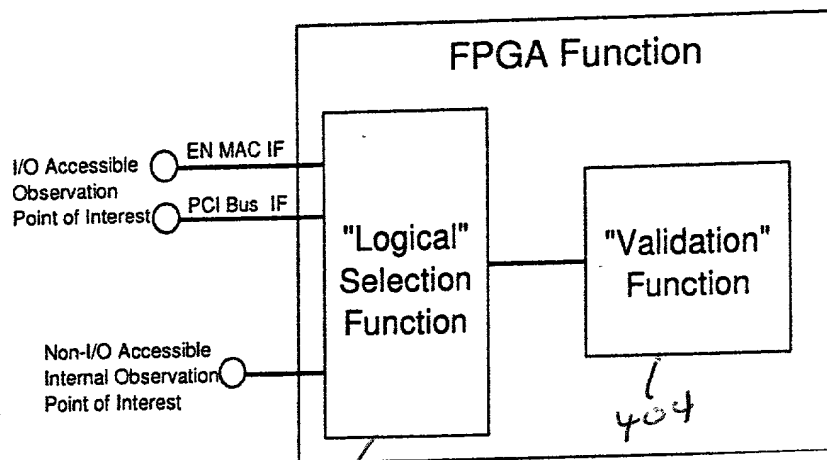 FPGA Function
EN MAC IF
I/O Accessible
Observation
Point of Interest
PCI Bus IF
"Logical"
Selection
Function
"Validation"
Function
Non-I/O Accessible
Internal Observation
Point of Interest
404